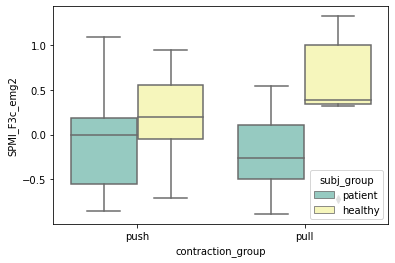 SPMI_F3c_emg2
1.0
0.5
0.0
−0.5
push
pull
contraction_group
subj_group
patient
healthy